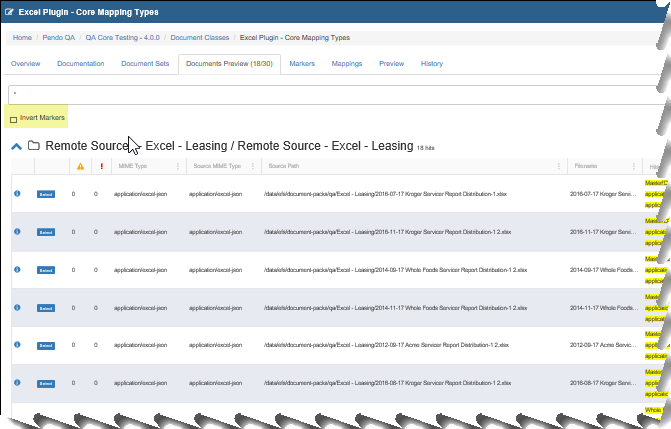 Excel Plugin - Core Mapping Types
Home / Pendo QA / QA Core Testing - 4.0.0 / Document Classes / Excel Plugin - Core Mapping Types
Overview Documentation Document Sets Documents Preview (18/30) Markers Mappings Preview History
*
Invert Markers
Remote Source - Excel - Leasing / Remote Source - Excel - Leasing 18 hits
MIME Type Source MIME Type Source Path Filename
Select 0 0 application/excel-json application/excel-json /data/efs/document-packs/qa/Excel - Leasing/2016-07-17 Kroger Servicer Report Distribution-1.xlsx 2016-07-17 Kroger Servi...
Select 0 0 application/excel-json application/excel-json /data/efs/document-packs/qa/Excel - Leasing/2016-11-17 Kroger Servicer Report Distribution-1 2.xlsx 2016-11-17 Kroger Servi...
Select 0 0 application/excel-json application/excel-json /data/efs/document-packs/qa/Excel - Leasing/2014-09-17 Whole Foods Servicer Report Distribution-1 2.xlsx 2014-09-17 Whole Foods...
Select 0 0 application/excel-json application/excel-json /data/efs/document-packs/qa/Excel - Leasing/2014-11-17 Whole Foods Servicer Report Distribution-1 2.xlsx 2014-11-17 Whole Foods...
Select 0 0 application/excel-json application/excel-json /data/efs/document-packs/qa/Excel - Leasing/2012-09-17 Acme Servicer Report Distribution-1 2.xlsx 2012-09-17 Acme Servic...
Select 0 0 application/excel-json application/excel-json /data/efs/document-packs/qa/Excel - Leasing/2016-08-17 Kroger Servicer Report Distribution-1 2.xlsx 2016-08-17 Kroger Servi...
Whole